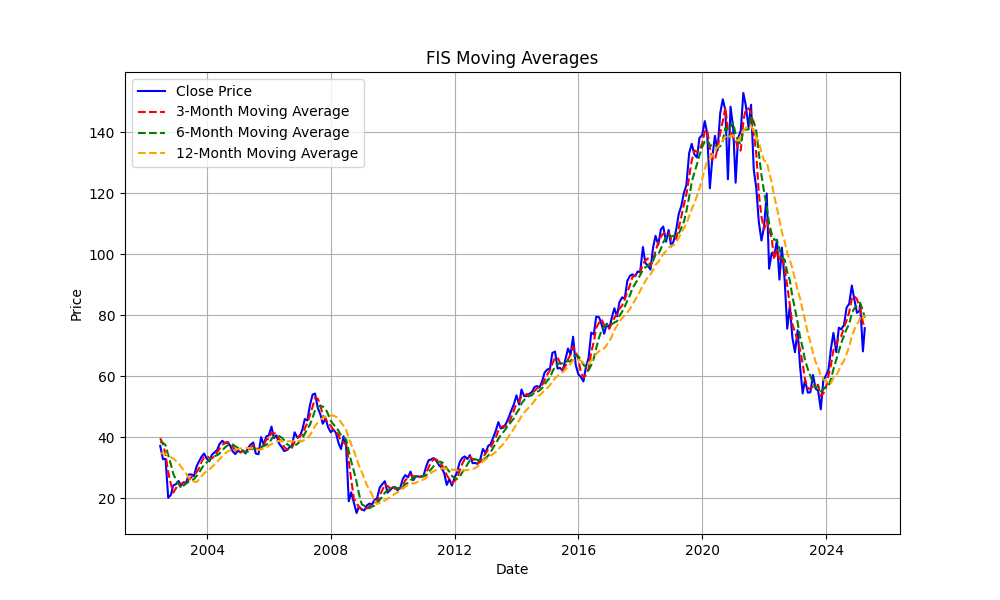 FIS Moving Averages
Close Price
3-Month Moving Average
6-Month Moving Average
12-Month Moving Average
140
120
100
80
60
40
20
Price
2004 2008 2012 2016 2020 2024
Date